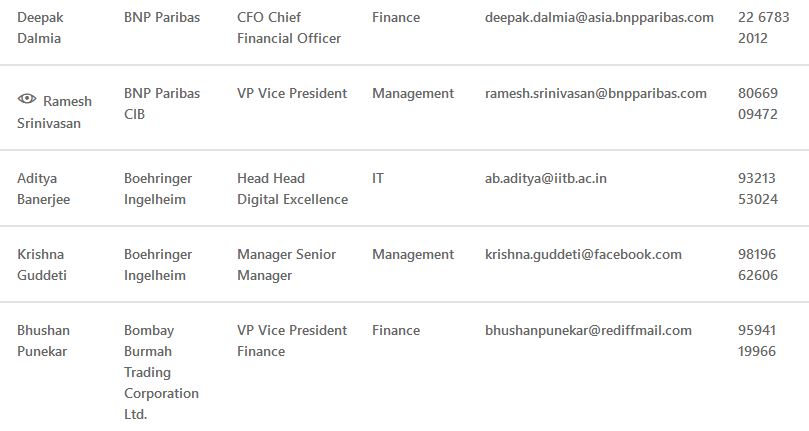 Deepak Dalmia BNP Paribas CFO Chief Financial Officer Finance deepak.dalmia@asia.bnpparibas.com 22 6783 2012
Ramesh Srinivasan BNP Paribas CIB VP Vice President Management ramesh.srinivasan@bnpparibas.com 80669 09472
Aditya Banerjee Boehringer Ingelheim Head Head Digital Excellence IT ab.aditya@iitb.ac.in 93213 53024
Krishna Guddeti Boehringer Ingelheim Manager Senior Manager Management krishna.guddeti@facebook.com 98196 62606
Bhushan Punekar Bombay Burmah Trading Corporation Ltd. VP Vice President Finance Finance bhushanpunekar@rediffmail.com 95941 19966